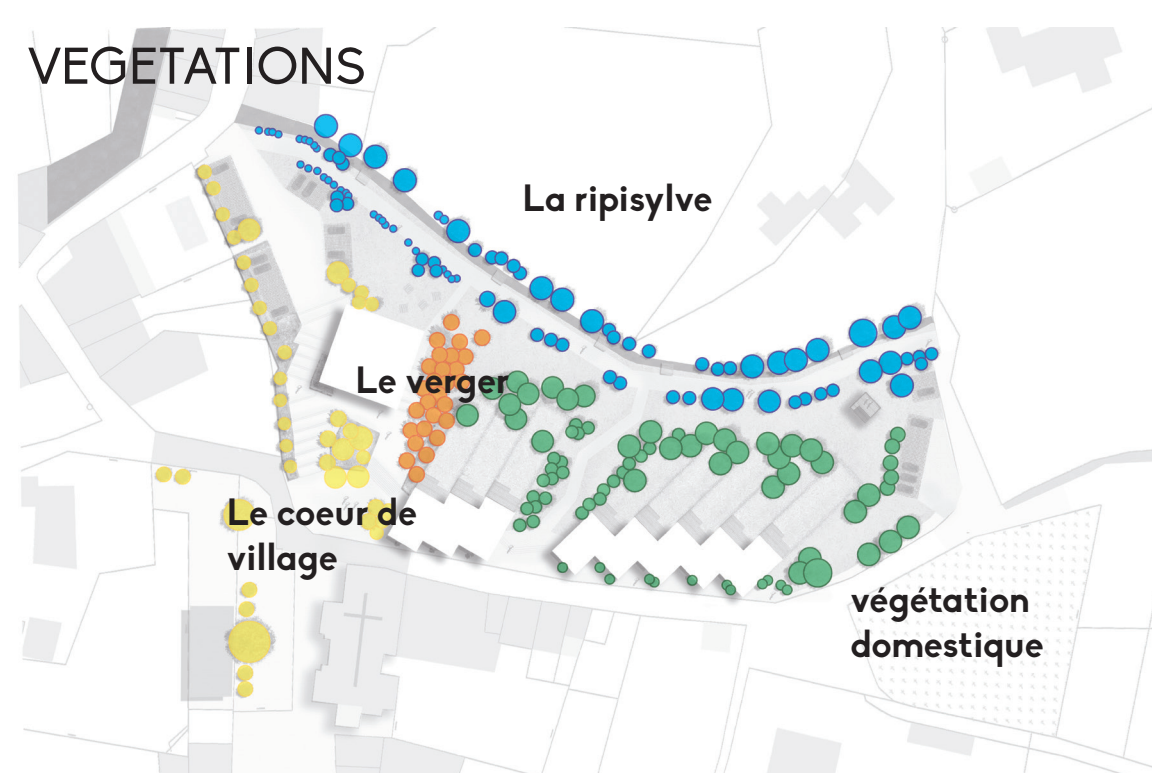 VEGETATIONS
La ripisylve
Le verger
Le coeur de
village
végétation
domestique